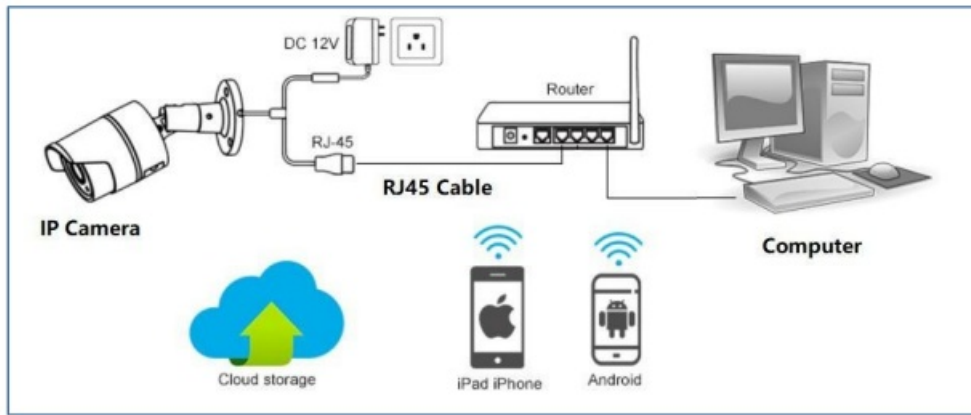 DC 12V
Router
RJ-45
RJ45 Cable
IP Camera
Computer
Cloud storage
iPad iPhone
Android